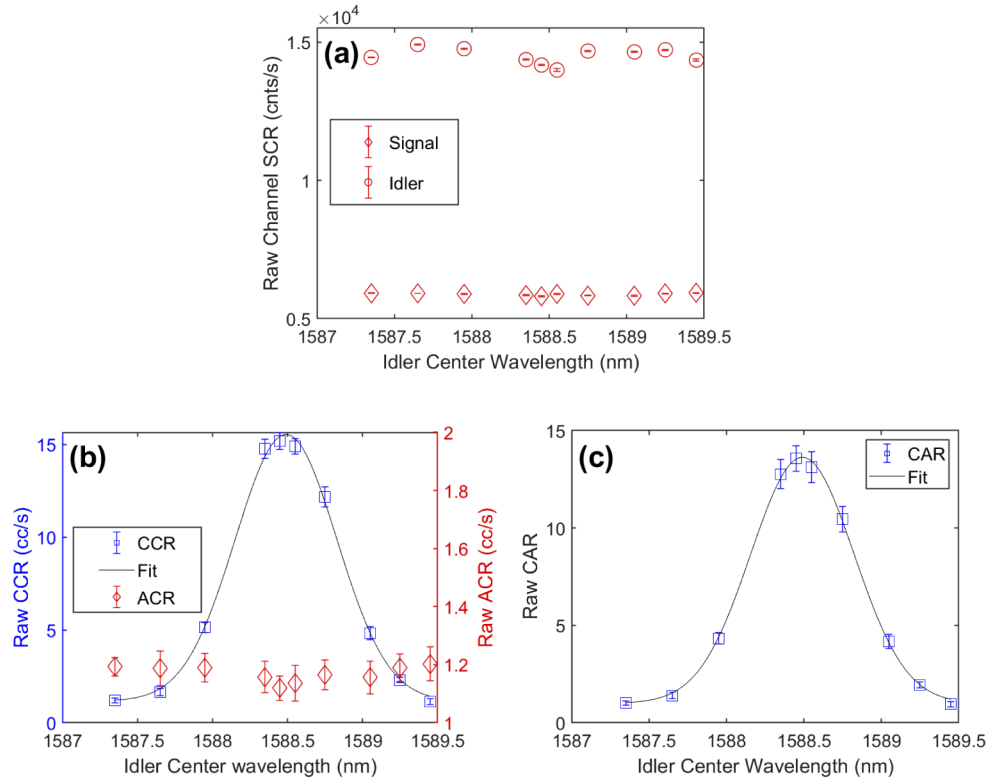 ×10⁴
(a)
1.5
1
0.5
Raw Channel SCR (cnts/s)
Signal
Idler
1587 1587.5 1588 1588.5 1589 1589.5
Idler Center Wavelength (nm)
(b)
15
10
5
0
Raw CCR (cc/s)
CCR
Fit
ACR
2
1.8
1.6
1.4
1.2
1
Raw ACR (cc/s)
1587 1587.5 1588 1588.5 1589 1589.5
Idler Center wavelength (nm)
(c)
15
10
5
0
Raw CAR
CAR
Fit
1587 1587.5 1588 1588.5 1589 1589.5
Idler Center Wavelength (nm)